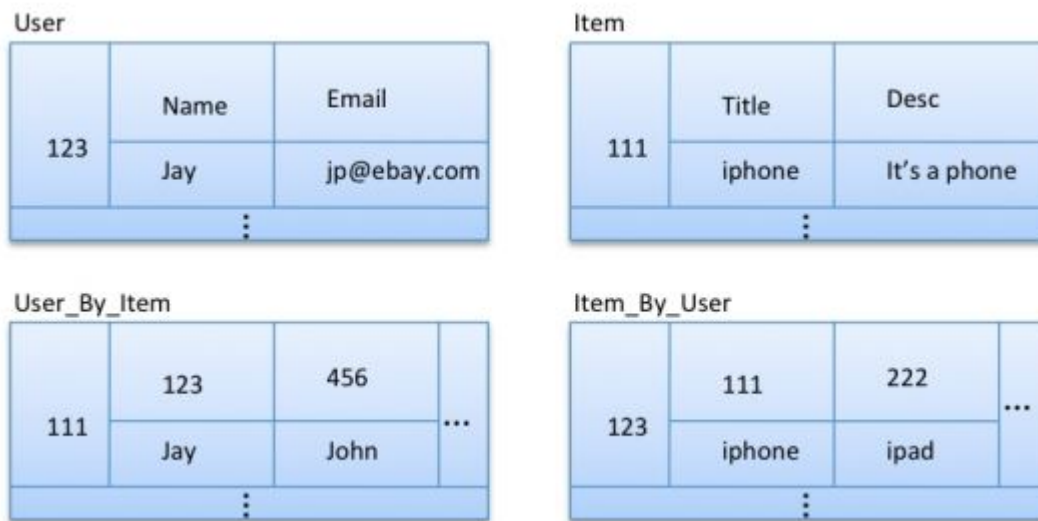 User
Name
Email
123
Jay
jp@ebay.com
⋮
Item
Title
Desc
111
iphone
It's a phone
⋮
User_By_Item
123
456
111
...
Jay
John
⋮
Item_By_User
111
222
123
...
iphone
ipad
⋮